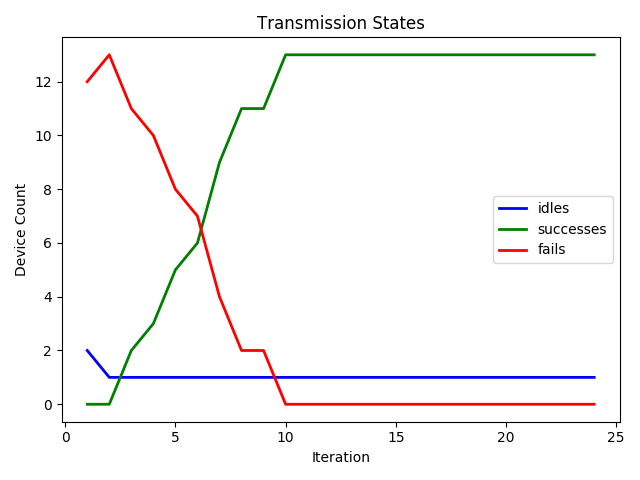 Transmission States
Device Count
12
10
8
6
4
2
0
idles
successes
fails
0 5 10 15 20 25
Iteration